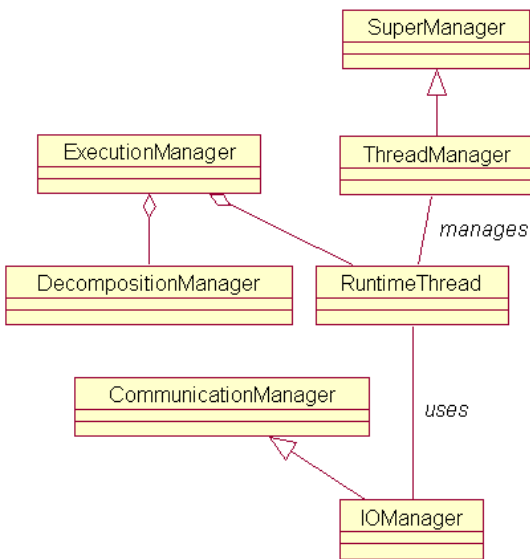 SuperManager
ExecutionManager
ThreadManager
manages
DecompositionManager
RuntimeThread
CommunicationManager
uses
IOManager